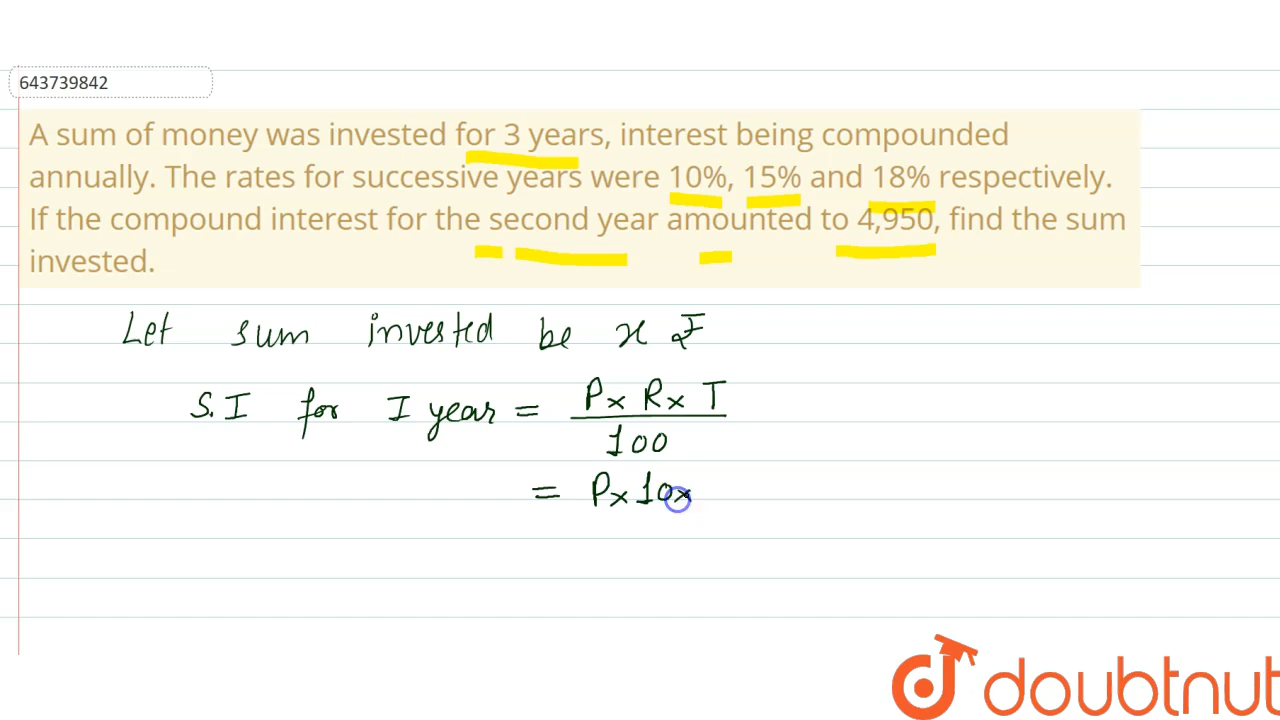 643739842
A sum of money was invested for 3 years, interest being compounded
annually. The rates for successive years were 10%, 15% and 18% respectively.
If the compound interest for the second year amounted to 4,950, find the sum
invested.
Let sum invested be x ₹
S.I for I year = P× R× T
100
= P×10×
doubtnut